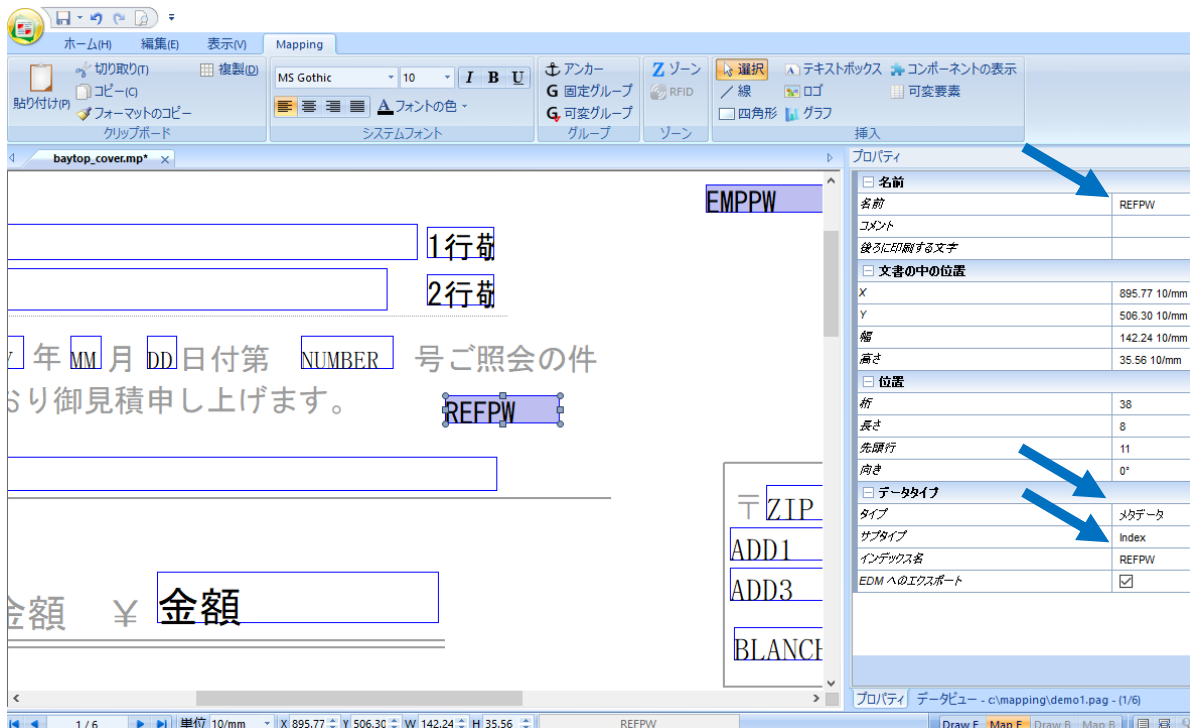 ホーム(H) 編集(E) 表示(V) Mapping
貼り付け(P) 切り取り(T) 複製(D)
コピー(C)
フォーマットのコピー
クリップボード
MS Gothic 10 I B U
A フォントの色
システムフォント
アンカー
G 固定グループ
G 可変グループ
グループ
Z ゾーン
RFID
ゾーン
選択 テキストボックス コンポーネントの表示
線 ロゴ 可変要素
四角形 グラフ
挿入
baytop_cover.mp*
EMPPW
1行
2行
年 MM 月 DD 日付第 NUMBER 号ご照会の件
り御見積申し上げます。
REFPW
〒 ZIP
ADD1
ADD3
BLANCH
金額 ¥ 金額
プロパティ
名前
名前 REFPW
コメント
後ろに印刷する文字
文書の中の位置
X 895.77 10/mm
Y 506.30 10/mm
幅 142.24 10/mm
高さ 35.56 10/mm
位置
桁 38
長さ 8
先頭行 11
向き 0°
データタイプ
タイプ メタデータ
サブタイプ Index
インデックス名 REFPW
EDM へのエクスポート
プロパティ データビュー - c\mapping\demo1.pag - (1/6)
1 / 6 単位 10/mm X 895.77 Y 506.30 W 142.24 H 35.56 REFPW Draw F Map F Draw B Map B